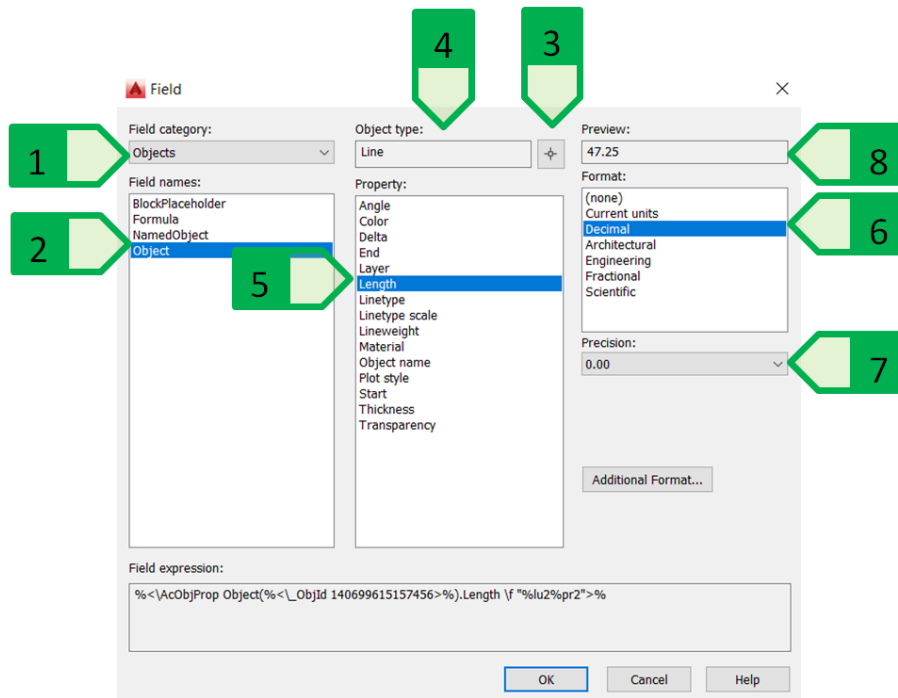 4
3
Field
Field category:
Object type:
Preview:
1
Objects
Line
47.25
8
Field names:
Property:
Format:
BlockPlaceholder
Formula
NamedObject
Object
2
5
Angle
Color
Delta
End
Layer
Length
Linetype
Linetype scale
Lineweight
Material
Object name
Plot style
Start
Thickness
Transparency
(none)
Current units
Decimal
Architectural
Engineering
Fractional
Scientific
6
Precision:
0.00
7
Additional Format...
Field expression:
%<\AcObjProp Object(%<\_ObjId 140699615157456>%).Length \f "%lu2%pr2">%
OK
Cancel
Help